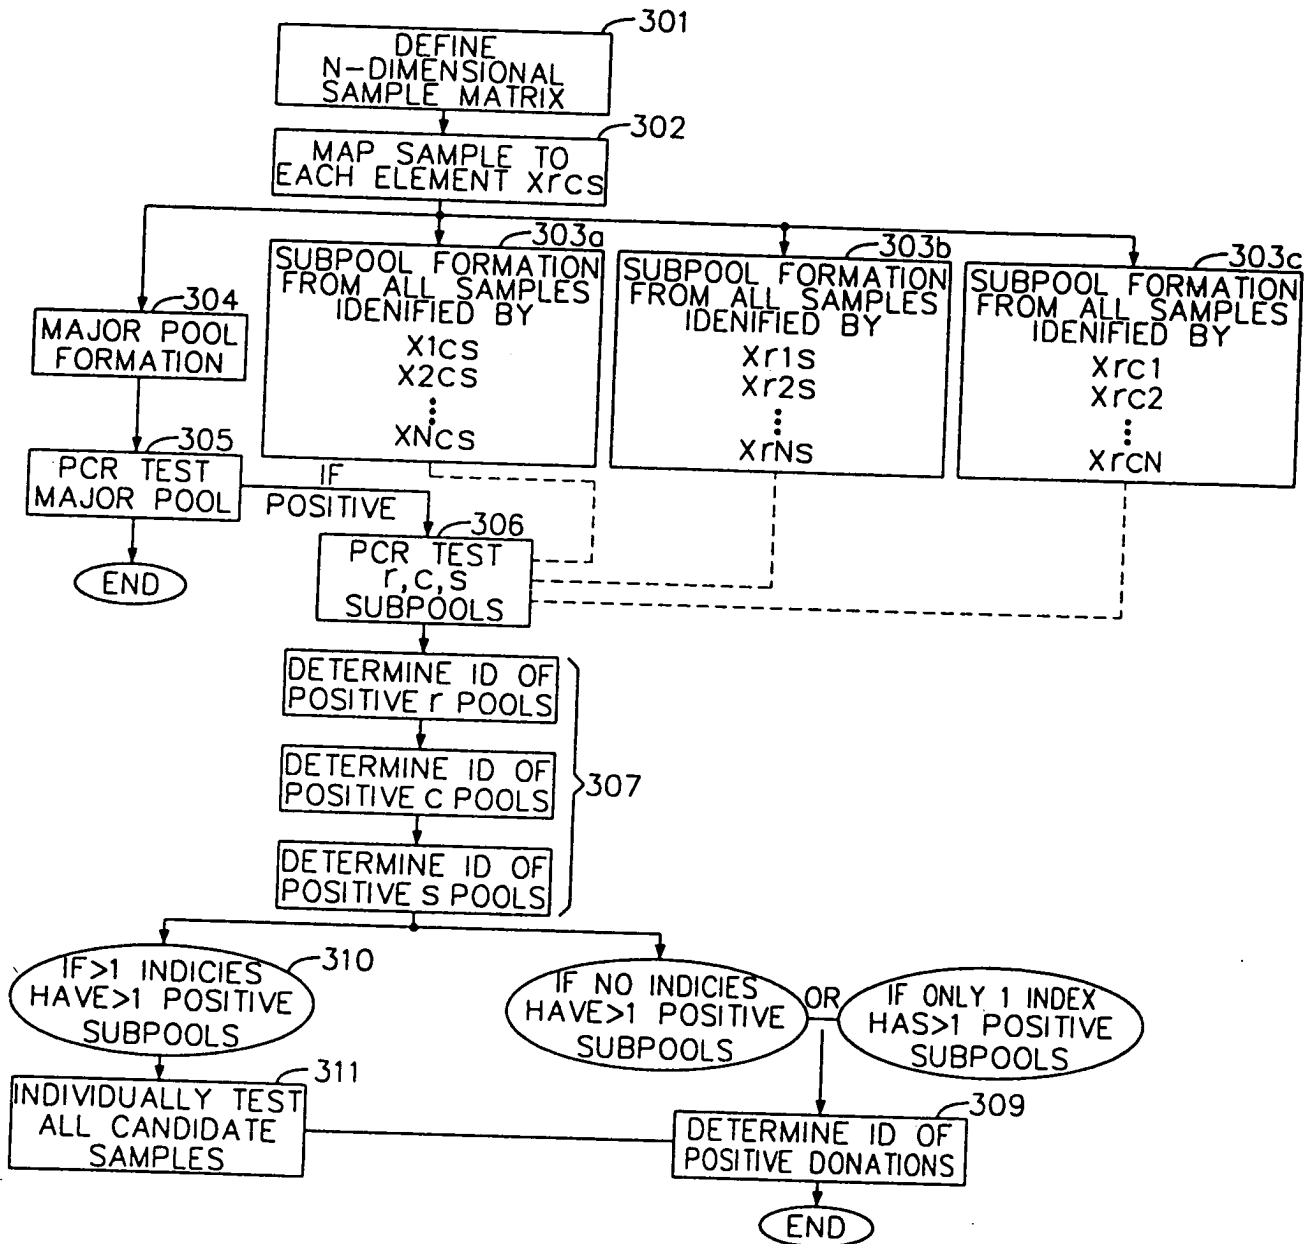 301
DEFINE
N-DIMENSIONAL
SAMPLE MATRIX
302
MAP SAMPLE TO
EACH ELEMENT Xrcs
303a
SUBPOOL FORMATION
FROM ALL SAMPLES
IDENIFIED BY
X1cs
X2cs
XNcs
303b
SUBPOOL FORMATION
FROM ALL SAMPLES
IDENIFIED BY
Xr1s
Xr2s
XrNs
303c
SUBPOOL FORMATION
FROM ALL SAMPLES
IDENIFIED BY
Xrc1
Xrc2
XrcN
304
MAJOR POOL
FORMATION
305
PCR TEST
MAJOR POOL
IF
POSITIVE
END
306
PCR TEST
r,c,s
SUBPOOLS
DETERMINE ID OF
POSITIVE r POOLS
DETERMINE ID OF
POSITIVE c POOLS
DETERMINE ID OF
POSITIVE s POOLS
307
310
IF>1 INDICIES
HAVE>1 POSITIVE
SUBPOOLS
IF NO INDICIES
HAVE>1 POSITIVE
SUBPOOLS
OR
IF ONLY 1 INDEX
HAS>1 POSITIVE
SUBPOOLS
311
INDIVIDUALLY TEST
ALL CANDIDATE
SAMPLES
309
DETERMINE ID OF
POSITIVE DONATIONS
END